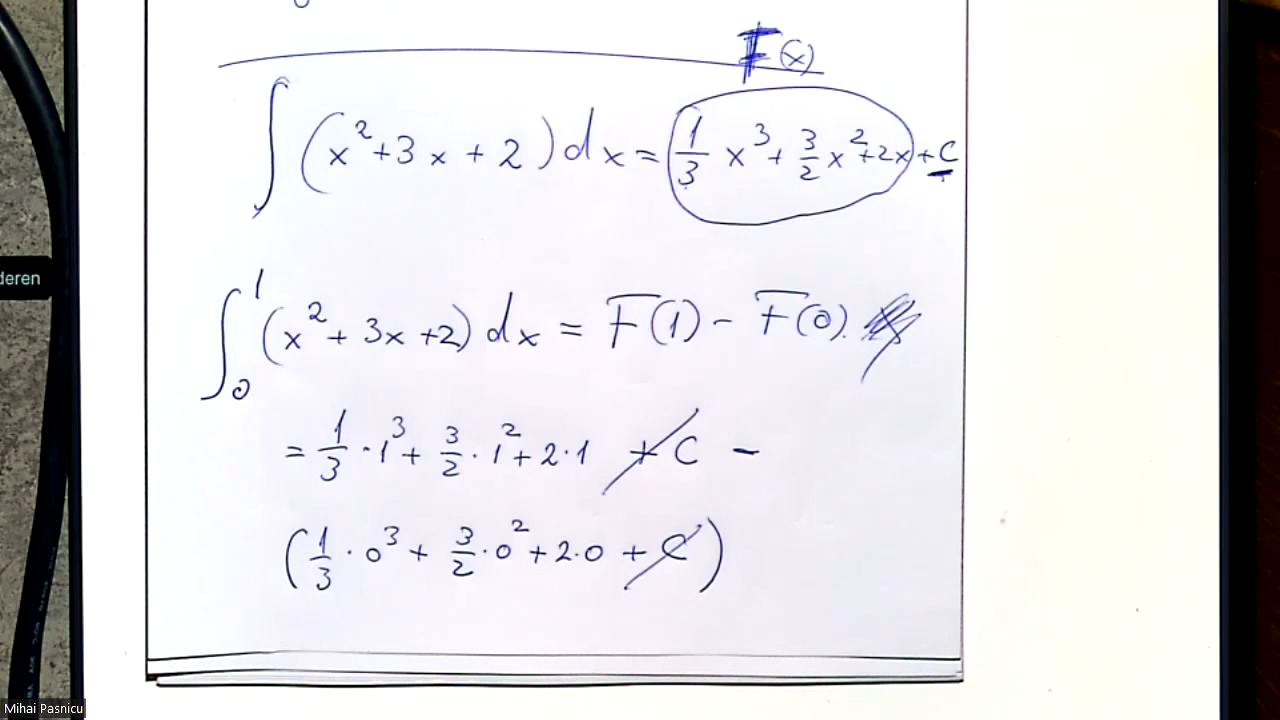 F(x)
∫ (x² + 3x + 2) dx = 1/3 x³ + 3/2 x² + 2x + C
∫₀¹ (x² + 3x + 2) dx = F(1) - F(0).
= 1/3 · 1³ + 3/2 · 1² + 2·1 + C -
(1/3 · 0³ + 3/2 · 0² + 2·0 + C)
deren
Mihai Pasnicu